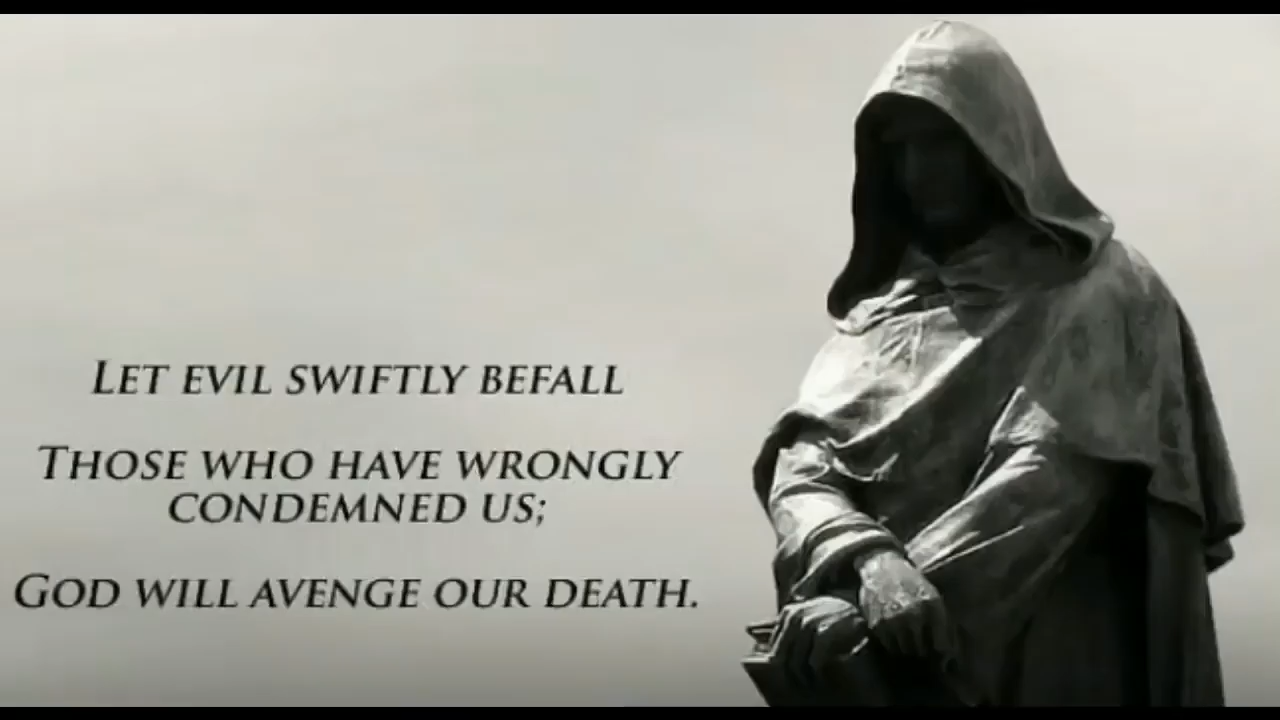 LET EVIL SWIFTLY BEFALL
THOSE WHO HAVE WRONGLY
CONDEMNED US;
GOD WILL AVENGE OUR DEATH.